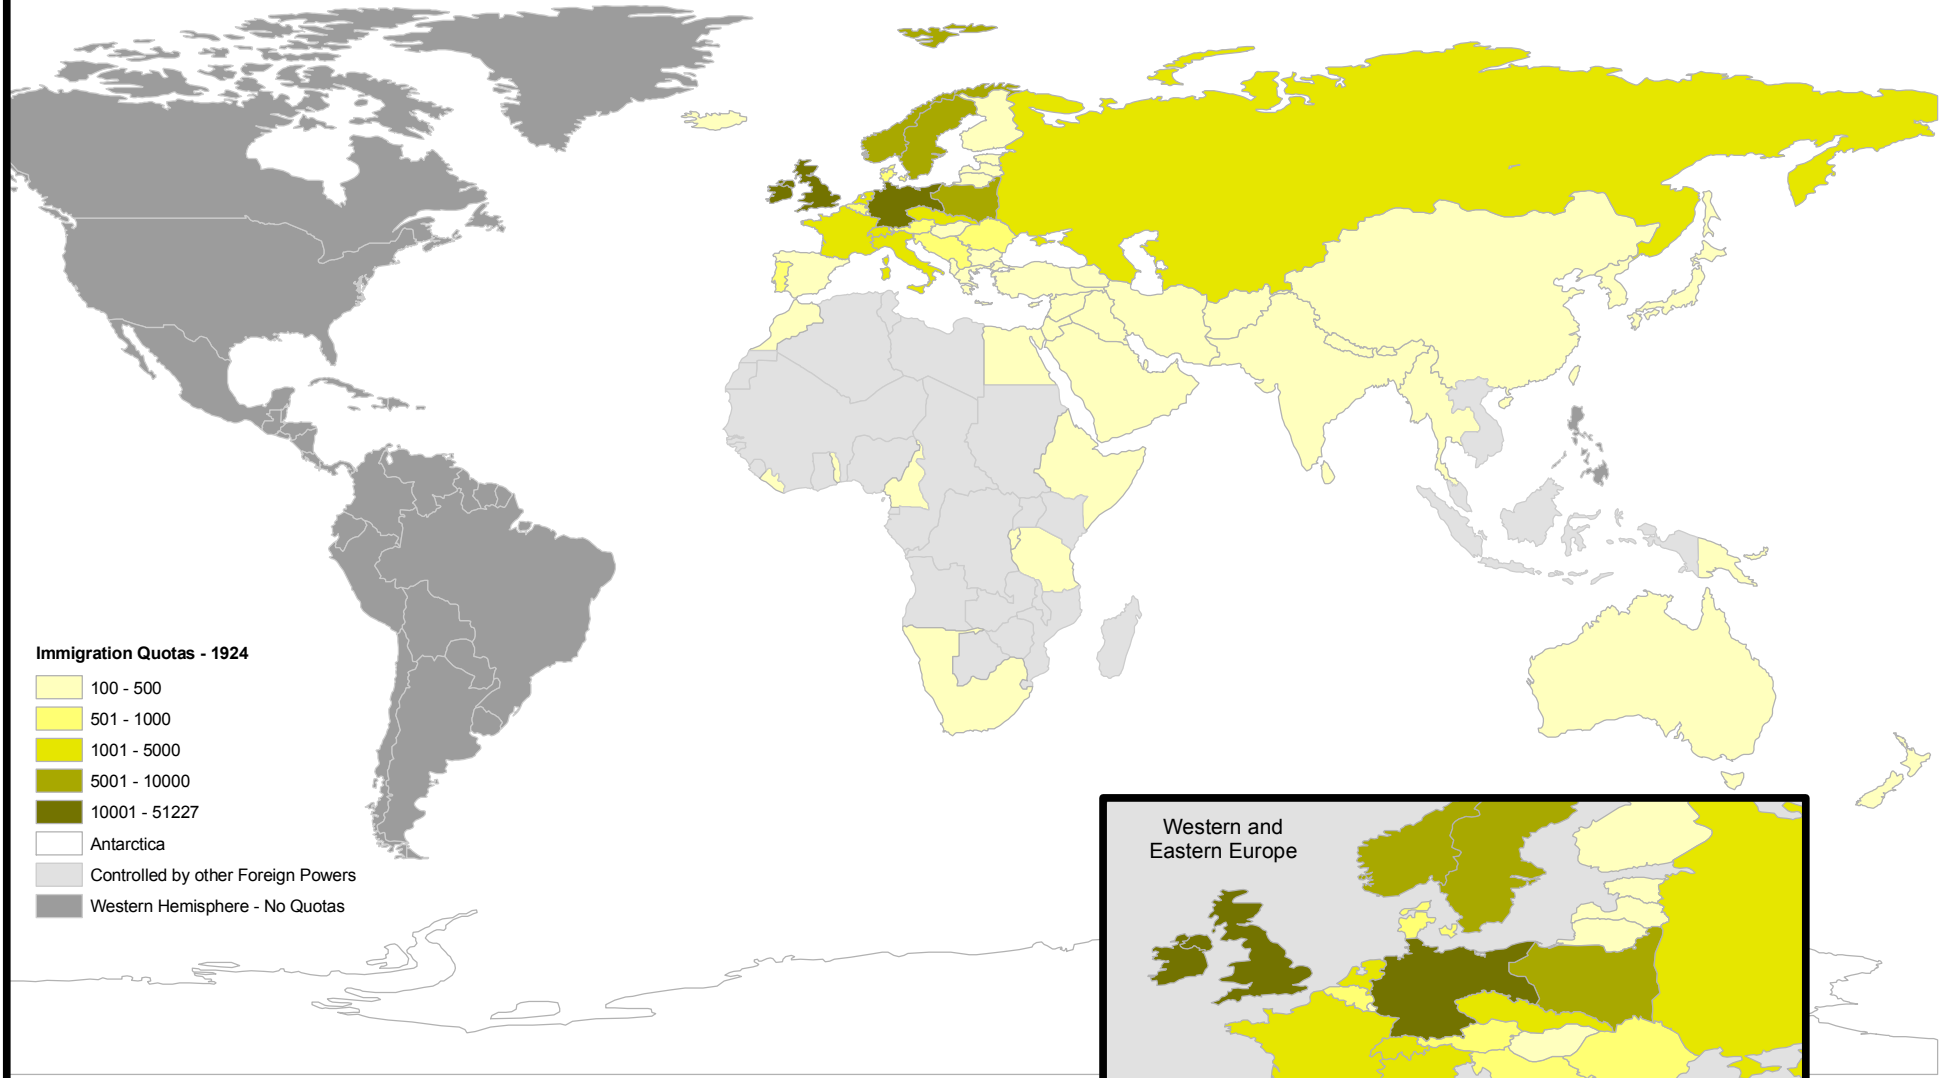 Immigration Quotas - 1924
100 - 500
501 - 1000
1001 - 5000
5001 - 10000
10001 - 51227
Antarctica
Controlled by other Foreign Powers
Western Hemisphere - No Quotas
Western and
Eastern Europe